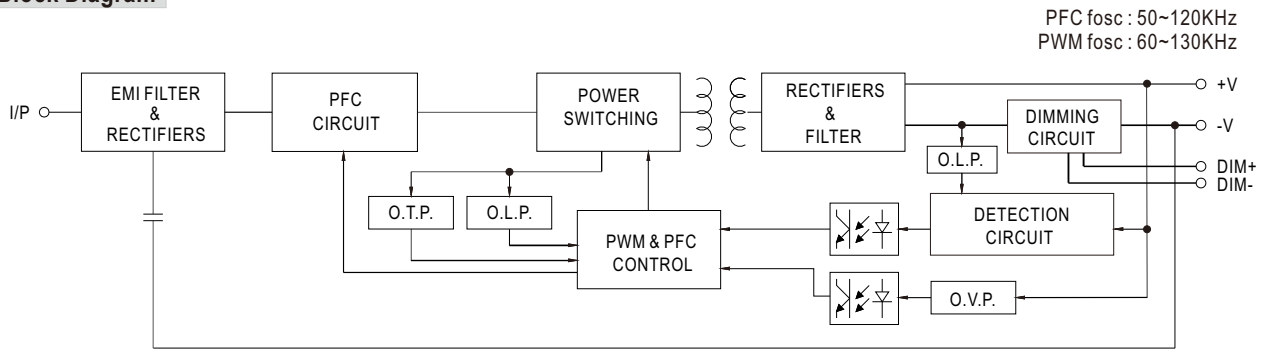 Block Diagram
PFC fosc : 50~120KHz
PWM fosc : 60~130KHz
I/P
EMI FILTER
&
RECTIFIERS
PFC
CIRCUIT
POWER
SWITCHING
RECTIFIERS
&
FILTER
DIMMING
CIRCUIT
+V
-V
DIM+
DIM-
O.L.P.
O.T.P.
O.L.P.
PWM & PFC
CONTROL
DETECTION
CIRCUIT
O.V.P.